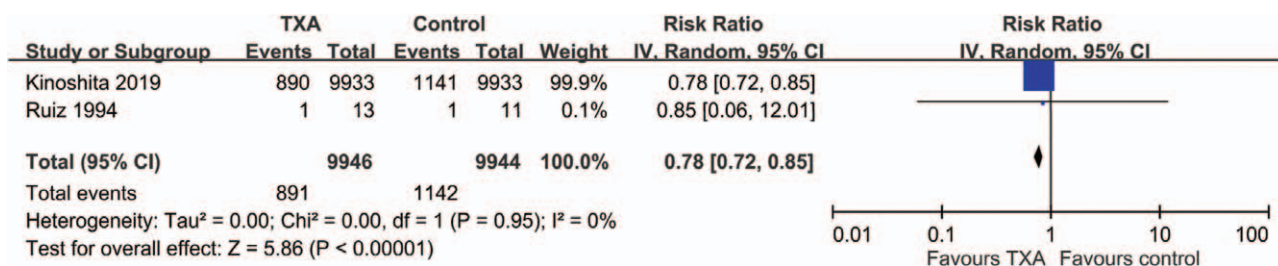 TXA Control Risk Ratio Risk Ratio
Study or Subgroup Events Total Events Total Weight IV, Random, 95% CI IV, Random, 95% CI
Kinoshita 2019 890 9933 1141 9933 99.9% 0.78 [0.72, 0.85]
Ruiz 1994 1 13 1 11 0.1% 0.85 [0.06, 12.01]
Total (95% CI) 9946 9944 100.0% 0.78 [0.72, 0.85]
Total events 891 1142
Heterogeneity: Tau² = 0.00; Chi² = 0.00, df = 1 (P = 0.95); I² = 0%
Test for overall effect: Z = 5.86 (P < 0.00001)
0.01 0.1 1 10 100
Favours TXA Favours control